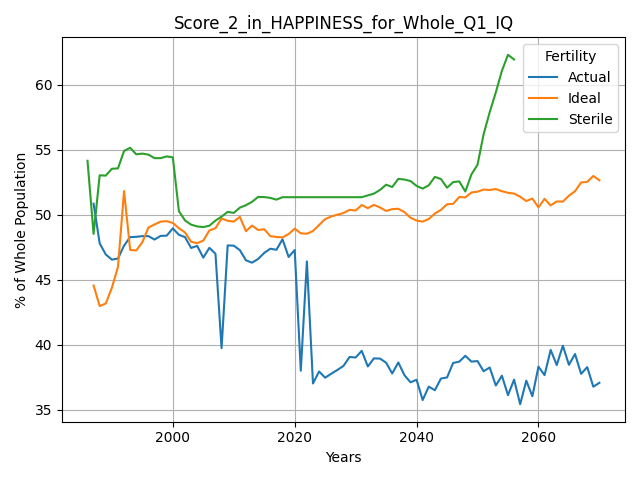 Score_2_in_HAPPINESS_for_Whole_Q1_IQ
% of Whole Population
60
55
50
45
40
35
2000
2020
2040
2060
Years
Fertility
Actual
Ideal
Sterile